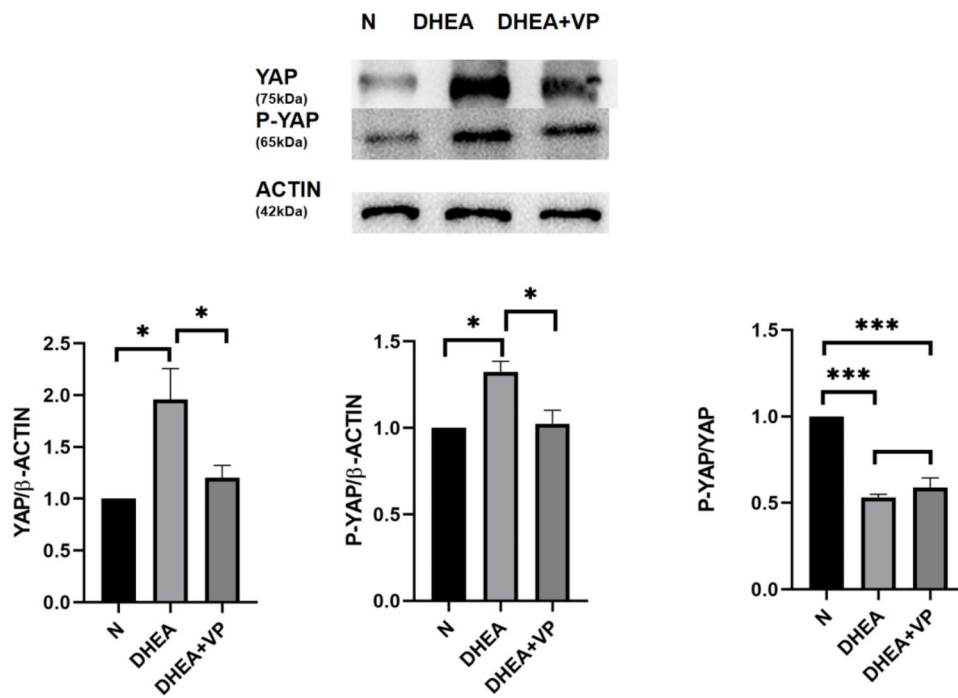 N DHEA DHEA+VP
YAP
(75kDa)
P-YAP
(65kDa)
ACTIN
(42kDa)
* *
2.5
2.0
1.5
1.0
0.5
0.0
YAP/β-ACTIN
N DHEA DHEA+VP
* *
1.5
1.0
0.5
0.0
P-YAP/β-ACTIN
N DHEA DHEA+VP
***
***
1.5
1.0
0.5
0.0
P-YAP/YAP
N DHEA DHEA+VP